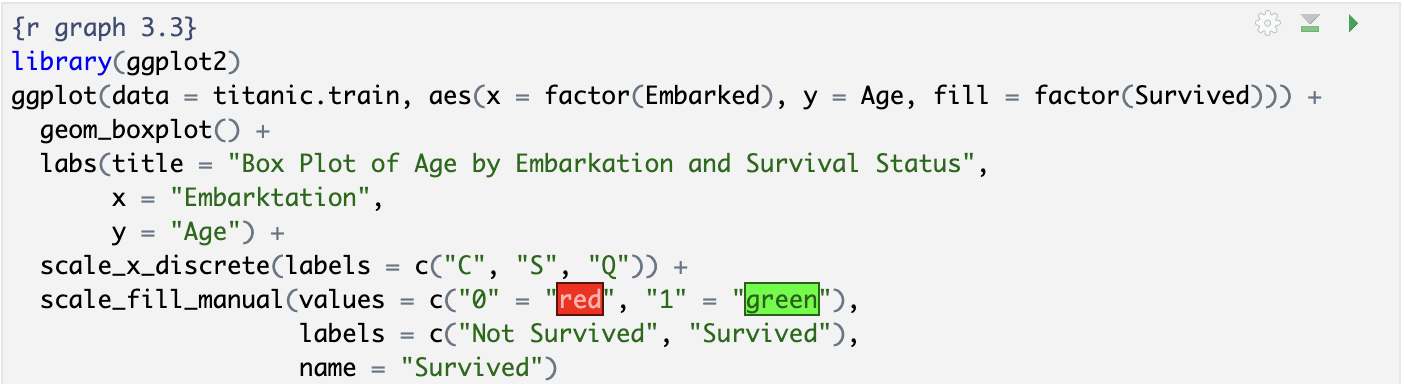 {r graph 3.3}
library(ggplot2)
ggplot(data = titanic.train, aes(x = factor(Embarked), y = Age, fill = factor(Survived))) +
  geom_boxplot() +
  labs(title = "Box Plot of Age by Embarkation and Survival Status",
       x = "Embarktation",
       y = "Age") +
  scale_x_discrete(labels = c("C", "S", "Q")) +
  scale_fill_manual(values = c("0" = "red", "1" = "green"),
                    labels = c("Not Survived", "Survived"),
                    name = "Survived")